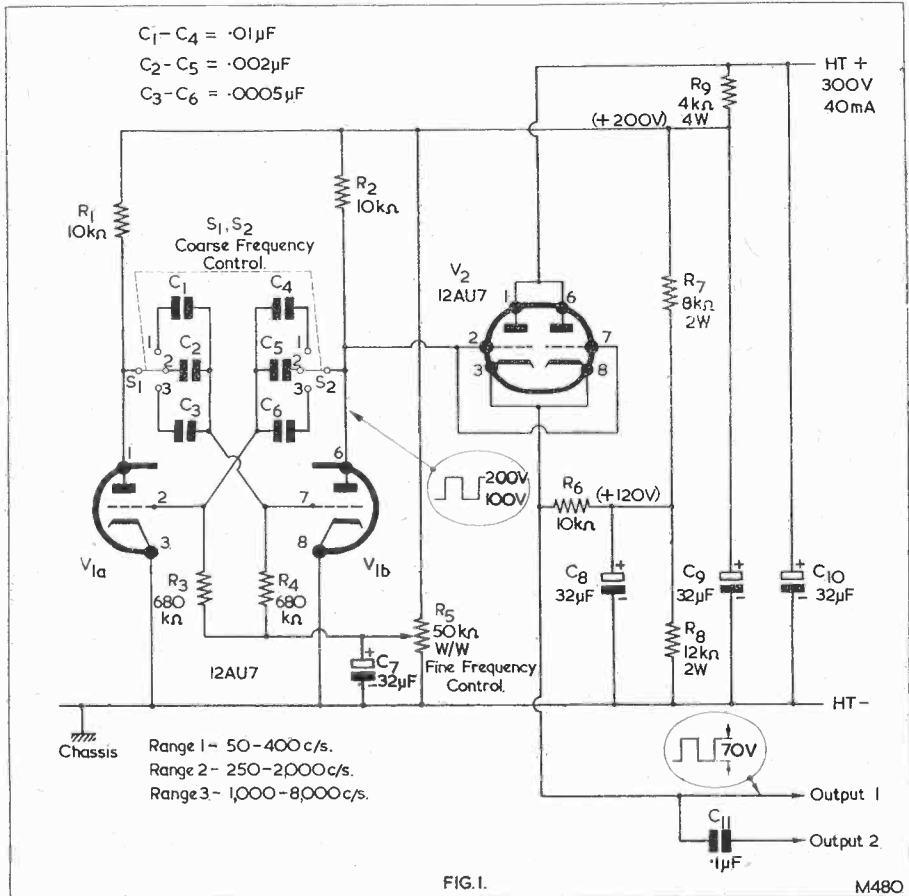 C1-C4 = ·01µF
C2-C5 = ·002µF
C3-C6 = ·0005µF
HT +
300V
40mA
R9
4kΩ
4W
(+200V)
R1
10kΩ
R2
10kΩ
S1, S2
Coarse Frequency
Control.
V2
12AU7
C1
C4
1
1
C2
C5
2
2
S1
S2
3
3
C3
C6
1
6
2
7
3
8
R7
8kΩ
2W
1
6
2
7
3
8
V1a
V1b
200V
100V
R6
10kΩ
(+120V)
R3
680
kΩ
R4
680
kΩ
R5
50kΩ
W/W
Fine Frequency
Control.
C7
32µF
+
-
C8
32µF
+
-
C9
32µF
+
-
C10
32µF
+
-
R8
12kΩ
2W
12AU7
HT-
Chassis
Range 1- 50-400 c/s.
Range 2- 250-2,000 c/s.
Range 3.- 1,000-8,000 c/s.
70V
Output 1
C11
·1µF
Output 2
FIG.1.
M480